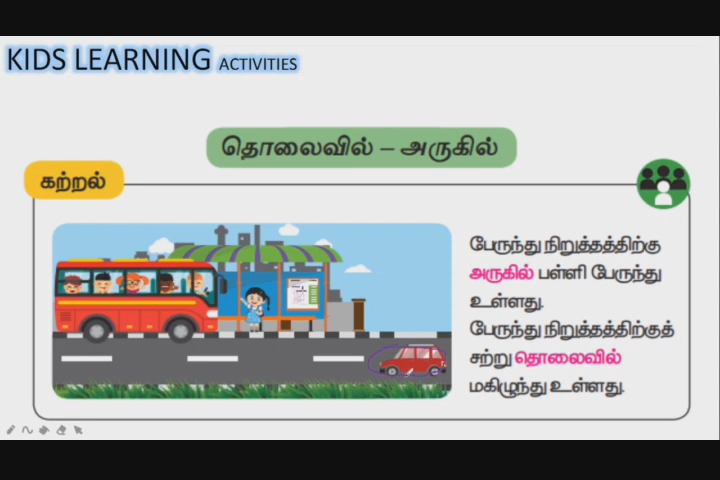 KIDS LEARNING ACTIVITIES
தொலைவில் – அருகில்
கற்றல்
பேருந்து நிறுத்தத்திற்கு
அருகில் பள்ளி பேருந்து
உள்ளது.
பேருந்து நிறுத்தத்திற்குத்
சற்று தொலைவில்
மகிழுந்து உள்ளது.